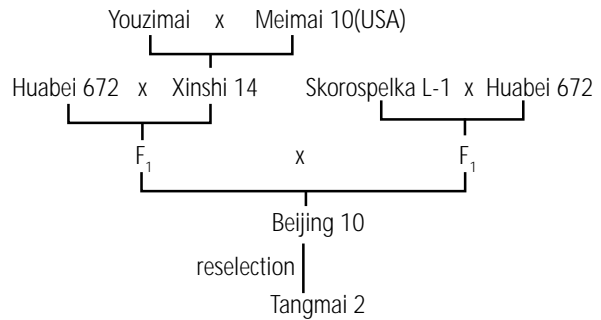 Youzimai x Meimai 10(USA)
Huabei 672 x Xinshi 14 Skorospelka L-1 x Huabei 672
F1 x F1
Beijing 10
reselection
Tangmai 2